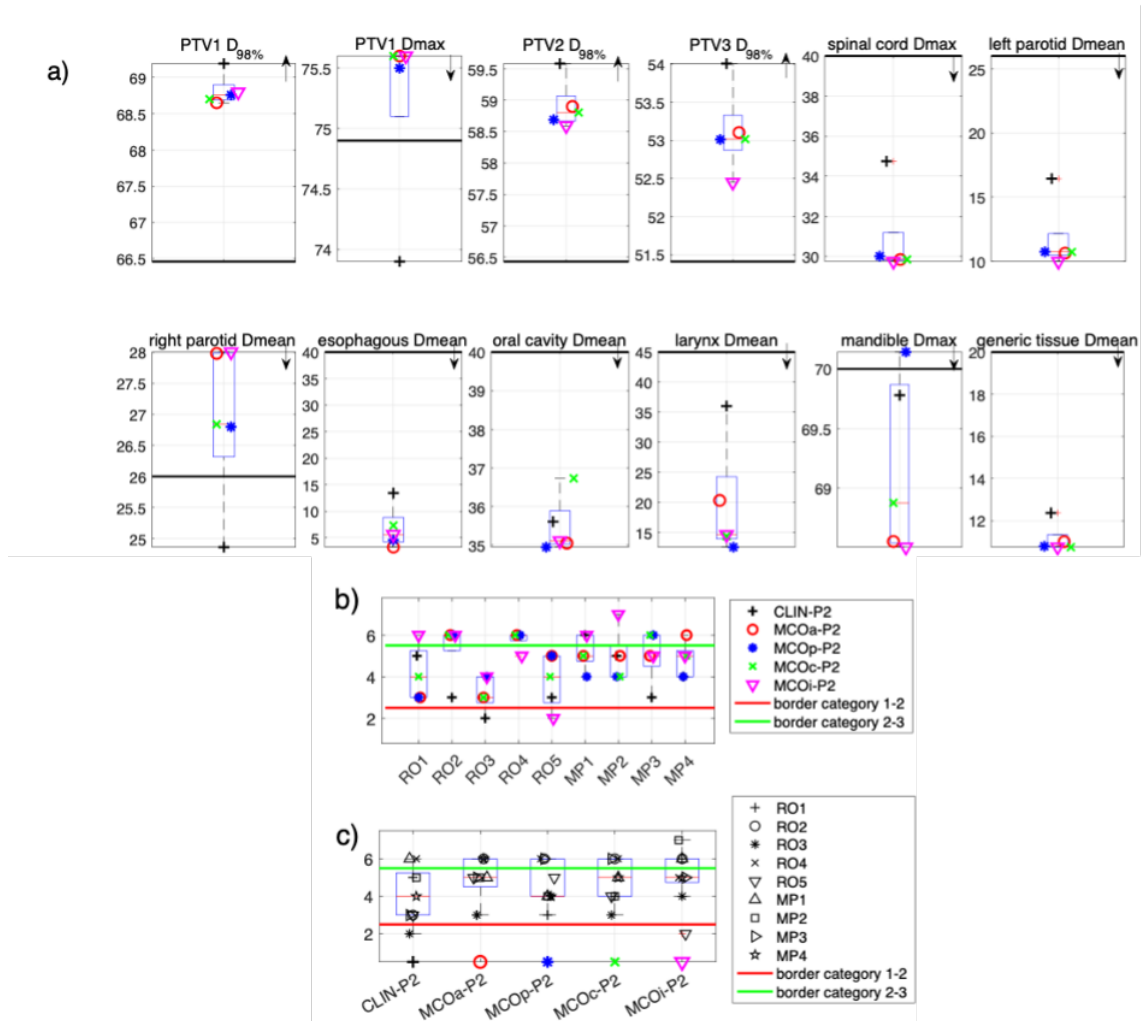 a)
PTV1 D98%
PTV1 Dmax
PTV2 D98%
PTV3 D98%
spinal cord Dmax
left parotid Dmean
69
68.5
68
67.5
67
66.5
75.5
75
74.5
74
59.5
59
58.5
58
57.5
57
56.5
54
53.5
53
52.5
52
51.5
40
38
36
34
32
30
25
20
15
10
right parotid Dmean
esophagous Dmean
oral cavity Dmean
larynx Dmean
mandible Dmax
generic tissue Dmean
28
27
26
25
40
35
30
25
20
15
10
5
40
39
38
37
36
35
45
40
35
30
25
20
15
70
69.5
69
20
18
16
14
12
b)
6
4
2
RO1
RO2
RO3
RO4
RO5
MP1
MP2
MP3
MP4
CLIN-P2
MCOa-P2
MCOp-P2
MCOc-P2
MCOi-P2
border category 1-2
border category 2-3
c)
6
4
2
CLIN-P2
MCOa-P2
MCOp-P2
MCOc-P2
MCOi-P2
RO1
RO2
RO3
RO4
RO5
MP1
MP2
MP3
MP4
border category 1-2
border category 2-3